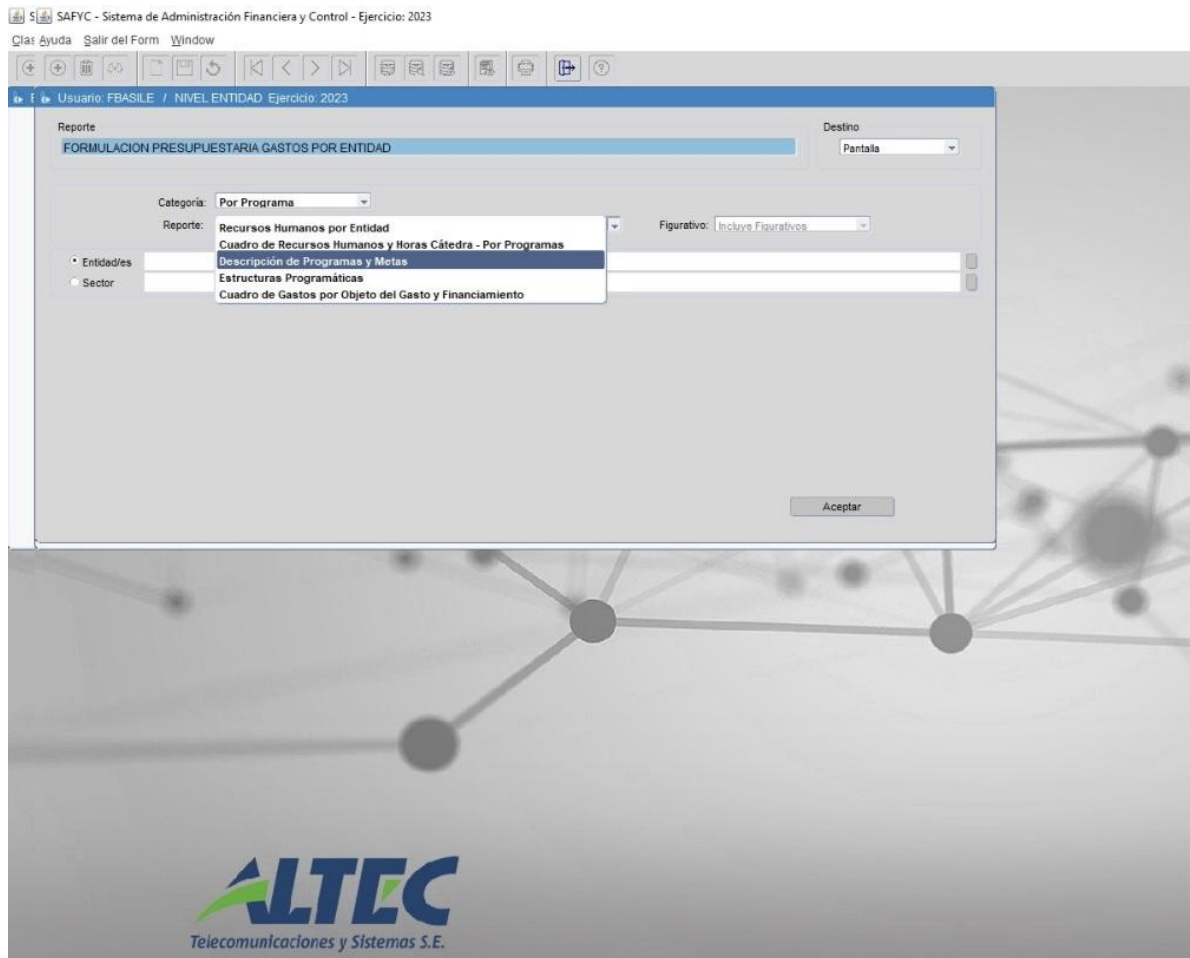 S SAFYC - Sistema de Administración Financiera y Control - Ejercicio: 2023
Clas Ayuda Salir del Form Window
Usuario: FBASILE / NIVEL ENTIDAD Ejercicio: 2023
Reporte
Destino
FORMULACION PRESUPUESTARIA GASTOS POR ENTIDAD
Pantalla
Categoría: Por Programa
Reporte:
Figurativo: Incluye Figurativos
Recursos Humanos por Entidad
Cuadro de Recursos Humanos y Horas Cátedra - Por Programas
Entidad/es
Descripción de Programas y Metas
Sector
Estructuras Programáticas
Cuadro de Gastos por Objeto del Gasto y Financiamiento
Aceptar
ALTEC
Telecomunicaciones y Sistemas S.E.